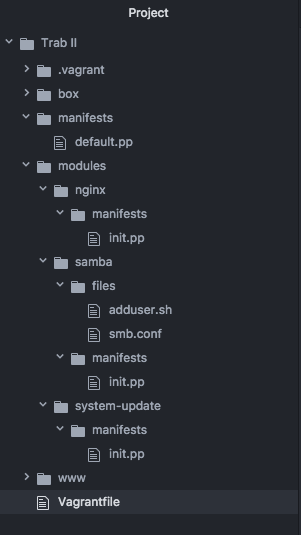 Project
Trab II
.vagrant
box
manifests
default.pp
modules
nginx
manifests
init.pp
samba
files
adduser.sh
smb.conf
manifests
init.pp
system-update
manifests
init.pp
www
Vagrantfile